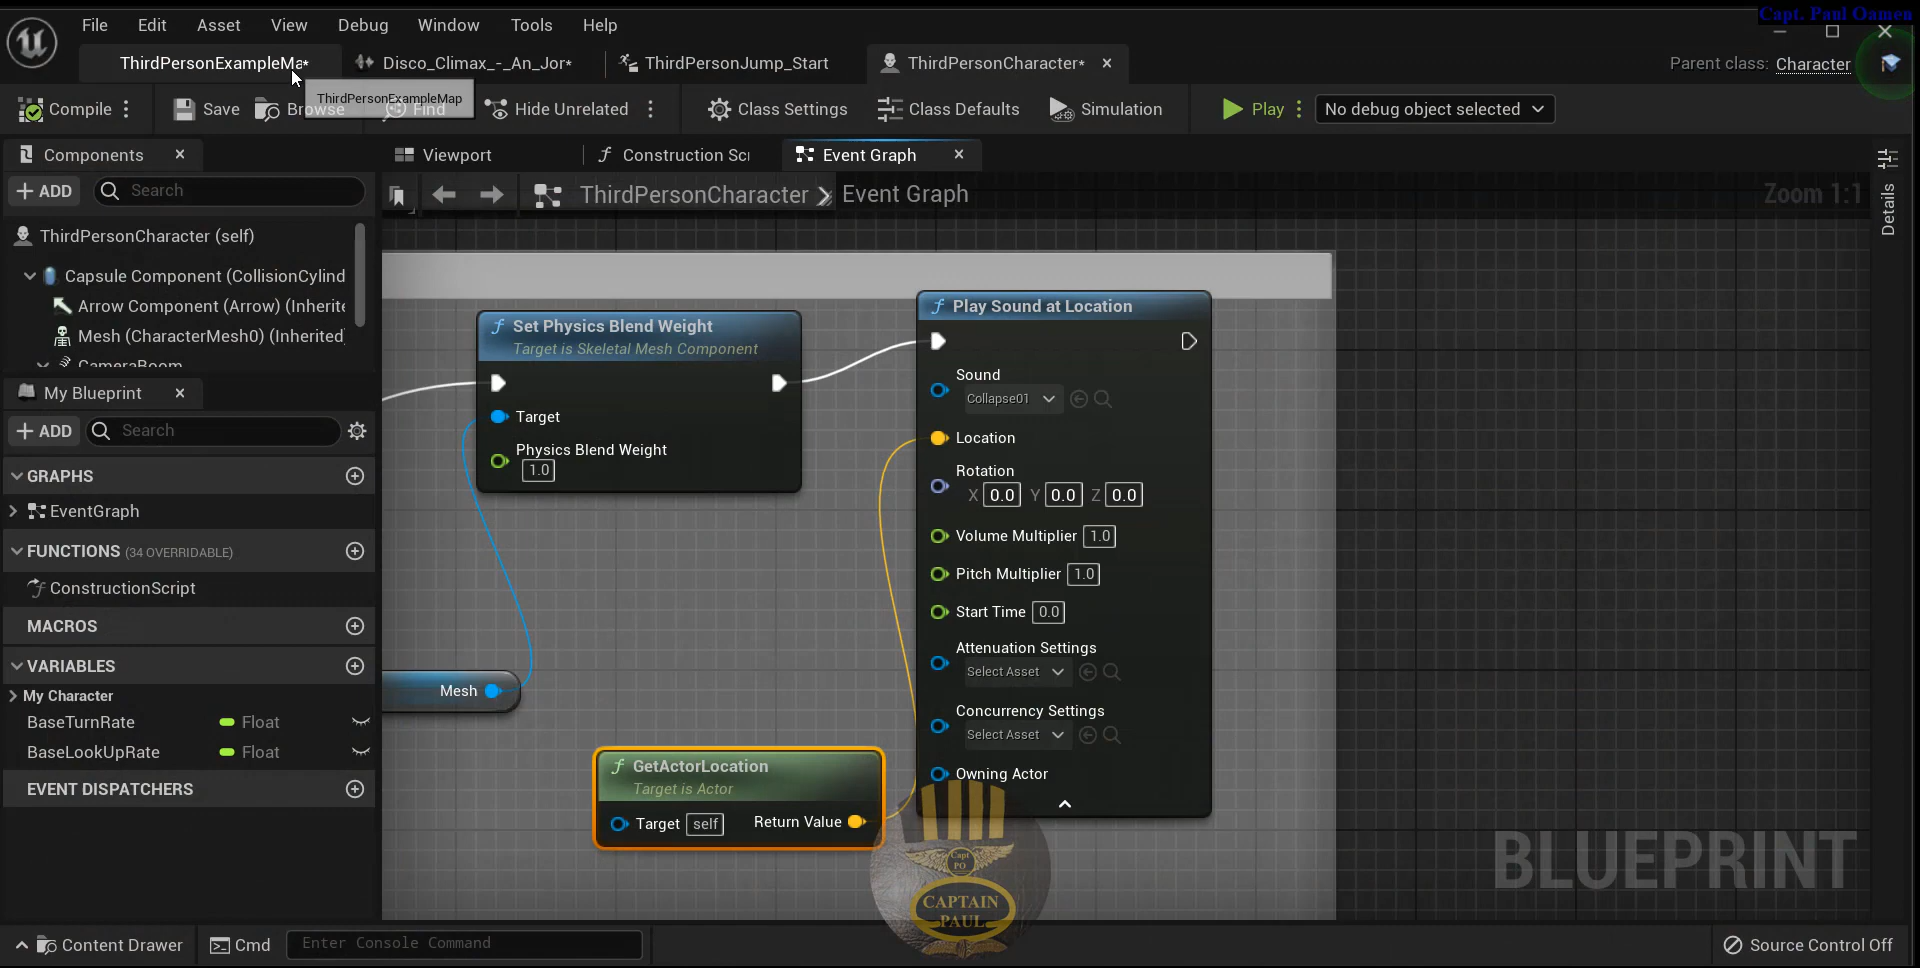 Capt. Paul Oamen
File Edit Asset View Debug Window Tools Help
ThirdPersonExampleMa* Disco_Climax_-_An_Jor* ThirdPersonJump_Start ThirdPersonCharacter* Parent class: Character
ThirdPersonExampleMap
Compile Save Browse Find Hide Unrelated Class Settings Class Defaults Simulation Play No debug object selected
Components Viewport Construction Scr Event Graph
+ ADD Search ThirdPersonCharacter Event Graph Zoom 1:1
Details
ThirdPersonCharacter (self)
Capsule Component (CollisionCylind
Arrow Component (Arrow) (Inherite
Mesh (CharacterMesh0) (Inherited)
CameraBoom
My Blueprint
+ ADD Search
GRAPHS
EventGraph
FUNCTIONS (34 OVERRIDABLE)
ConstructionScript
MACROS
VARIABLES
My Character
BaseTurnRate Float
BaseLookUpRate Float
EVENT DISPATCHERS
Set Physics Blend Weight
Target is Skeletal Mesh Component
Target
Physics Blend Weight
1.0
Mesh
GetActorLocation
Target is Actor
Target self Return Value
Play Sound at Location
Sound
Collapse01
Location
Rotation
X 0.0 Y 0.0 Z 0.0
Volume Multiplier 1.0
Pitch Multiplier 1.0
Start Time 0.0
Attenuation Settings
Select Asset
Concurrency Settings
Select Asset
Owning Actor
Capt
PO
CAPTAIN
PAUL
BLUEPRINT
Content Drawer Cmd Enter Console Command Source Control Off